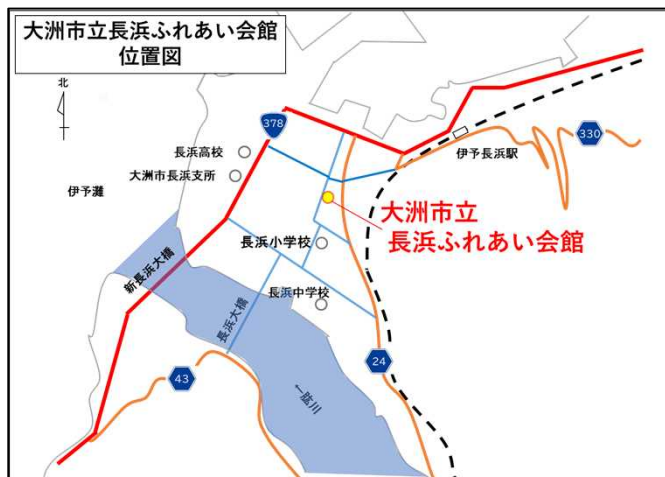 大洲市立長浜ふれあい会館
位置図
北
378
330
長浜高校
伊予長浜駅
大洲市長浜支所
伊予灘
大洲市立
長浜ふれあい会館
長浜小学校
新長浜大橋
長浜大橋
長浜中学校
24
43